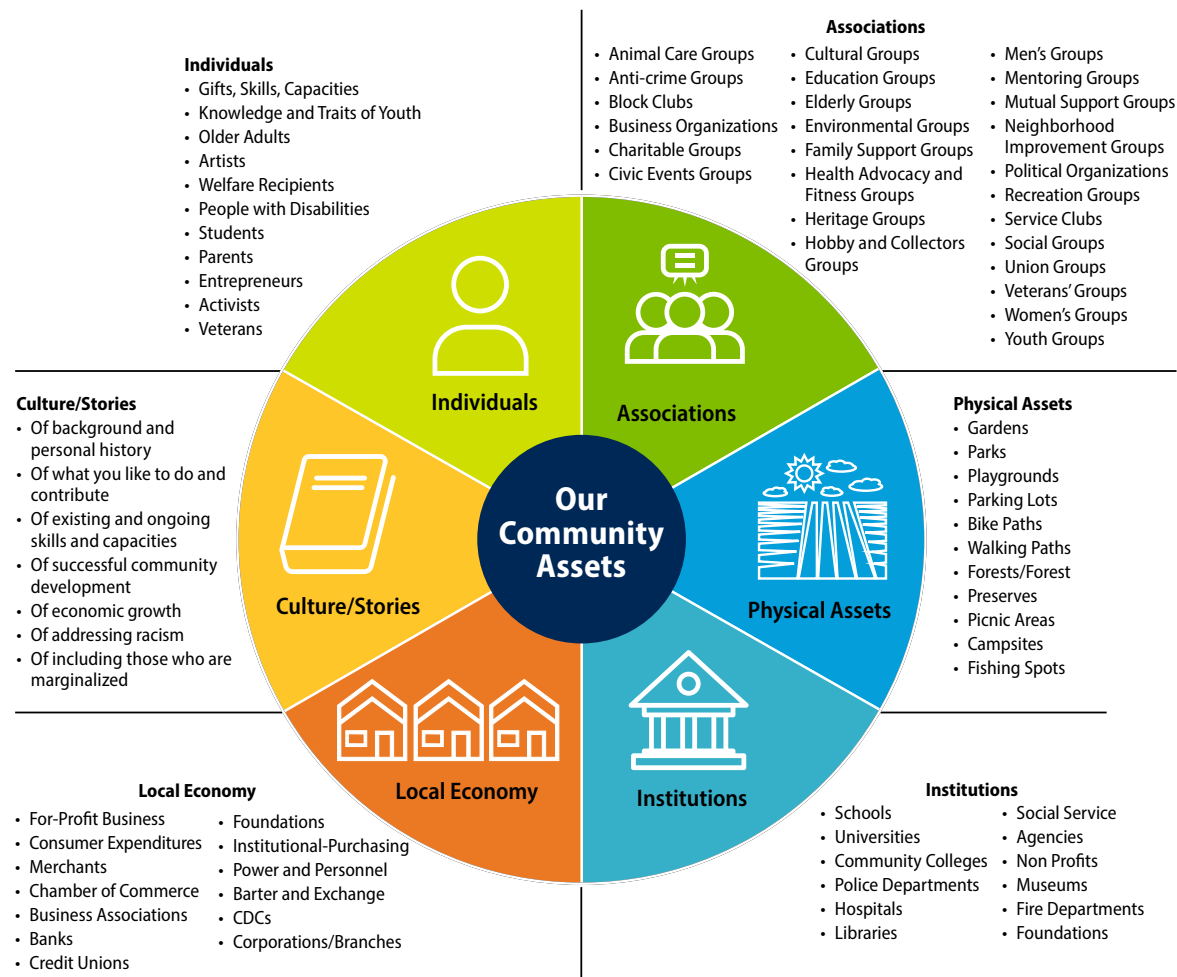 Individuals
• Gifts, Skills, Capacities
• Knowledge and Traits of Youth
• Older Adults
• Artists
• Welfare Recipients
• People with Disabilities
• Students
• Parents
• Entrepreneurs
• Activists
• Veterans
Associations
• Animal Care Groups
• Anti-crime Groups
• Block Clubs
• Business Organizations
• Charitable Groups
• Civic Events Groups
• Cultural Groups
• Education Groups
• Elderly Groups
• Environmental Groups
• Family Support Groups
• Health Advocacy and
Fitness Groups
• Heritage Groups
• Hobby and Collectors
Groups
• Men's Groups
• Mentoring Groups
• Mutual Support Groups
• Neighborhood
Improvement Groups
• Political Organizations
• Recreation Groups
• Service Clubs
• Social Groups
• Union Groups
• Veterans' Groups
• Women's Groups
• Youth Groups
Culture/Stories
• Of background and
personal history
• Of what you like to do and
contribute
• Of existing and ongoing
skills and capacities
• Of successful community
development
• Of economic growth
• Of addressing racism
• Of including those who are
marginalized
Individuals
Associations
Culture/Stories
Our
Community
Assets
Physical Assets
Local Economy
Institutions
Physical Assets
• Gardens
• Parks
• Playgrounds
• Parking Lots
• Bike Paths
• Walking Paths
• Forests/Forest
• Preserves
• Picnic Areas
• Campsites
• Fishing Spots
Local Economy
• For-Profit Business
• Consumer Expenditures
• Merchants
• Chamber of Commerce
• Business Associations
• Banks
• Credit Unions
• Foundations
• Institutional-Purchasing
• Power and Personnel
• Barter and Exchange
• CDCs
• Corporations/Branches
Institutions
• Schools
• Universities
• Community Colleges
• Police Departments
• Hospitals
• Libraries
• Social Service
• Agencies
• Non Profits
• Museums
• Fire Departments
• Foundations